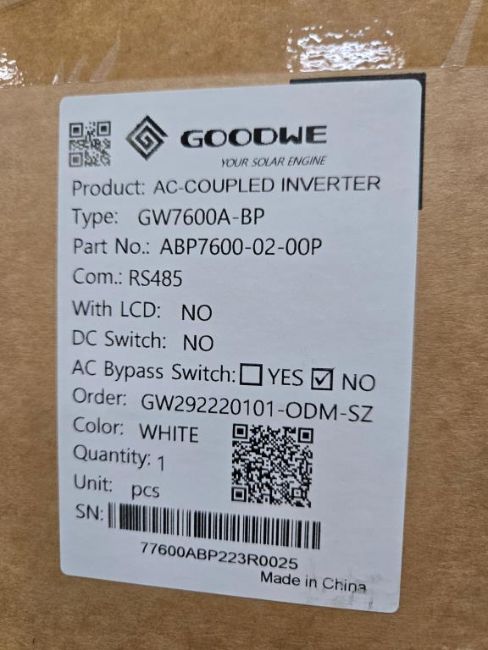 GOODWE
YOUR SOLAR ENGINE
Product: AC-COUPLED INVERTER
Type: GW7600A-BP
Part No.: ABP7600-02-00P
Com.: RS485
With LCD: NO
DC Switch: NO
AC Bypass Switch: ☐ YES ☑ NO
Order: GW292220101-ODM-SZ
Color: WHITE
Quantity: 1
Unit: pcs
SN:
77600ABP223R0025
Made in China